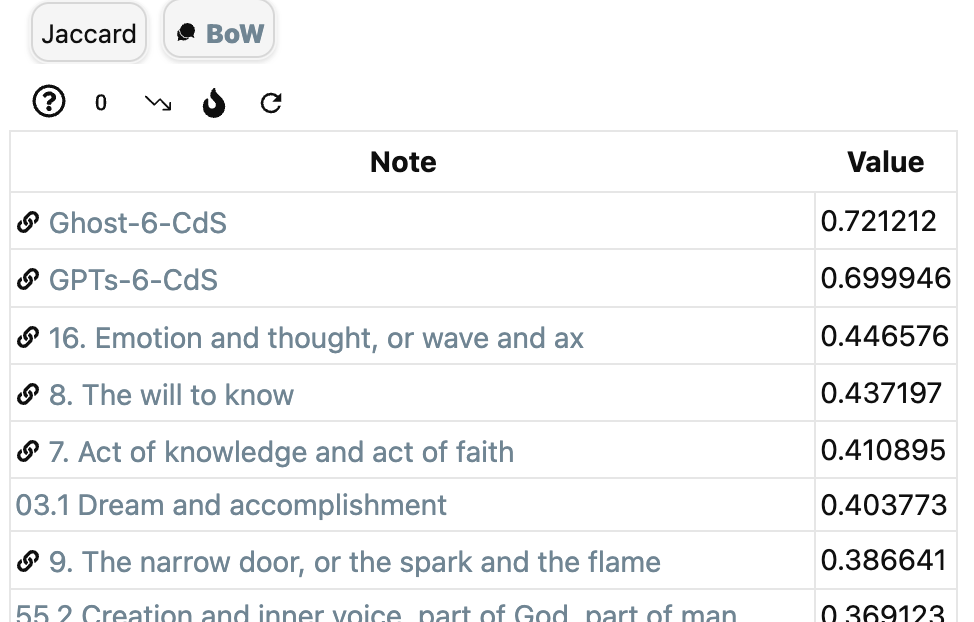 Jaccard BoW
0
Note Value
Ghost-6-CdS 0.721212
GPTs-6-CdS 0.699946
16. Emotion and thought, or wave and ax 0.446576
8. The will to know 0.437197
7. Act of knowledge and act of faith 0.410895
03.1 Dream and accomplishment 0.403773
9. The narrow door, or the spark and the flame 0.386641
55.2 Creation and inner voice, part of God, part of man 0.369123